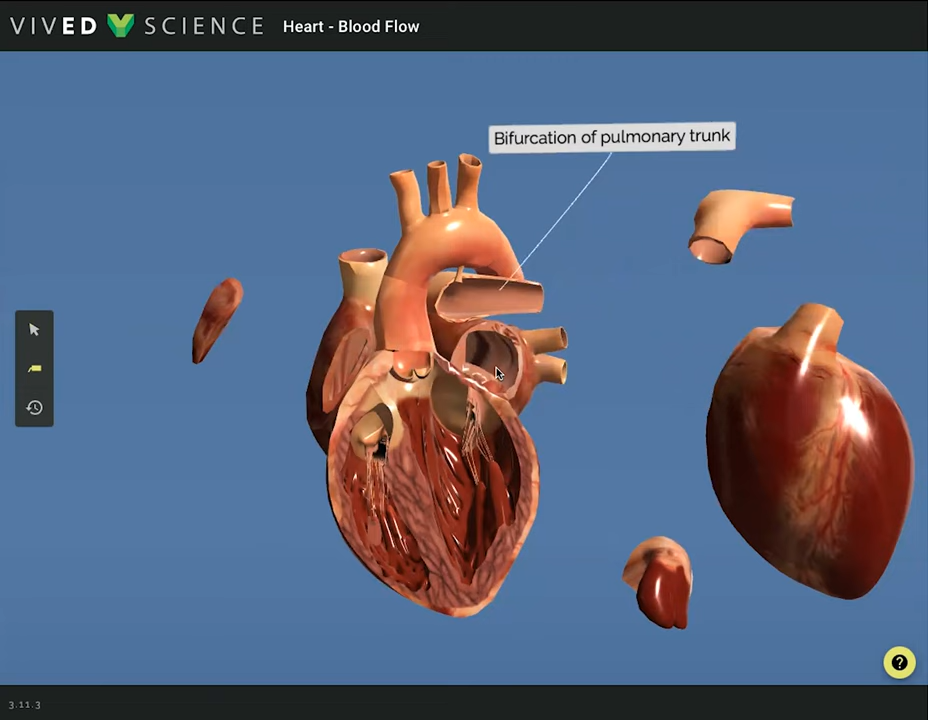 VIVED SCIENCE Heart - Blood Flow
Bifurcation of pulmonary trunk
?
3.11.3